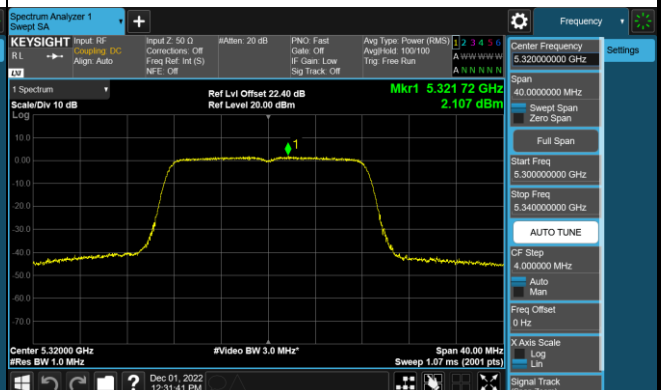 Spectrum Analyzer 1
Swept SA
+
Frequency
KEYSIGHT
RL
LXI
Input: RF
Coupling: DC
Align: Auto
Input Z: 50 Ω
Corrections: Off
Freq Ref: Int (S)
NFE: Off
#Atten: 20 dB
PNO: Fast
Gate: Off
IF Gain: Low
Sig Track: Off
Avg Type: Power (RMS)
Avg|Hold: 100/100
Trig: Free Run
1 2 3 4 5 6
A W W W W W
A N N N N N
1 Spectrum
Scale/Div 10 dB
Log
Ref Lvl Offset 22.40 dB
Ref Level 20.00 dBm
Mkr1 5.321 72 GHz
2.107 dBm
1
10.0
0.00
-10.0
-20.0
-30.0
-40.0
-50.0
-60.0
-70.0
Center 5.32000 GHz
#Res BW 1.0 MHz
#Video BW 3.0 MHz*
Span 40.00 MHz
Sweep 1.07 ms (2001 pts)
Dec 01, 2022
12:31:41 PM
?
Center Frequency
5.320000000 GHz
Span
40.0000000 MHz
Swept Span
Zero Span
Full Span
Start Freq
5.300000000 GHz
Stop Freq
5.340000000 GHz
AUTO TUNE
CF Step
4.000000 MHz
Auto
Man
Freq Offset
0 Hz
X Axis Scale
Log
Lin
Signal Track
Settings